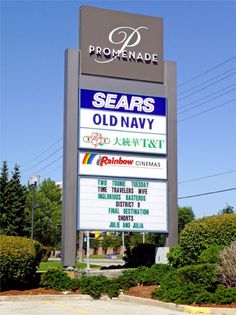 P
PROMENADE
SEARS
OLD NAVY
大統華 T&T
Rainbow CINEMAS
TWO TOONIE TUESDAY
TIME TRAVELERS WIFE
INGLORIOUS BASTERDS
DISTRICT 9
FINAL DESTINATION
SHORTS
JULIE AND JULIA